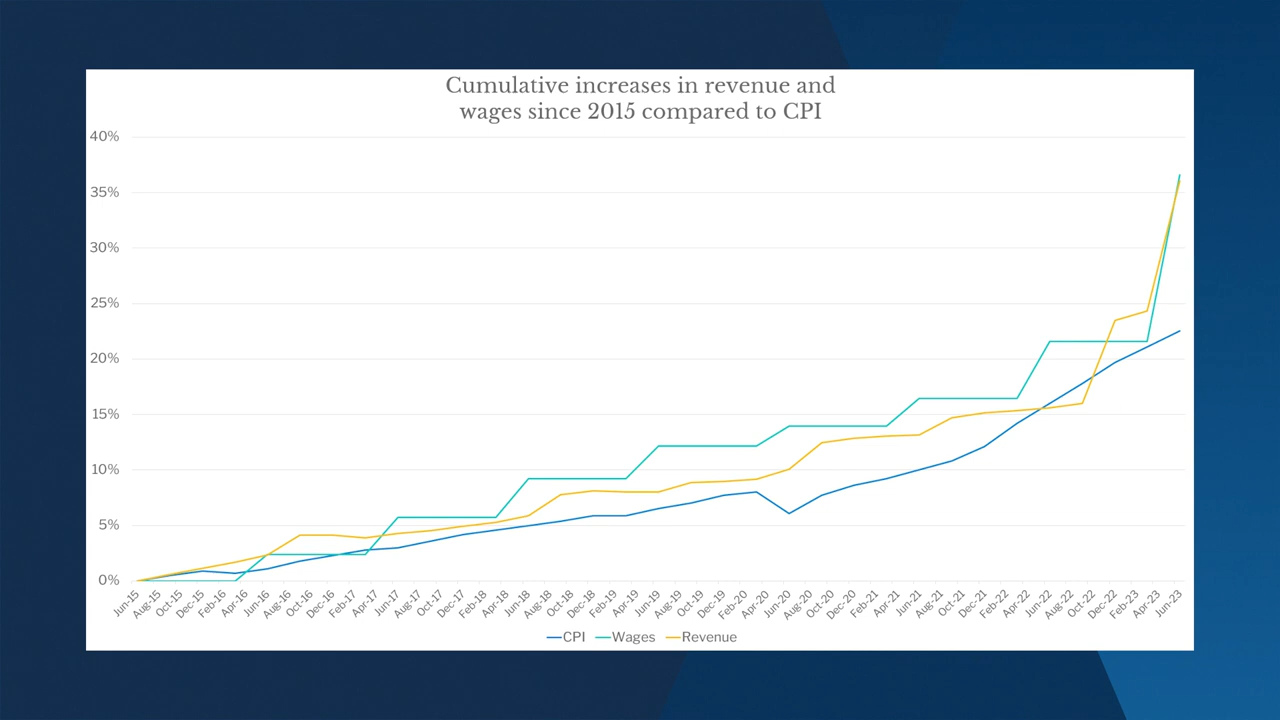 Cumulative increases in revenue and
wages since 2015 compared to CPI
40%
35%
30%
25%
20%
15%
10%
5%
0%
Jun-15
Aug-15
Oct-15
Dec-15
Feb-16
Apr-16
Jun-16
Aug-16
Oct-16
Dec-16
Feb-17
Apr-17
Jun-17
Aug-17
Oct-17
Dec-17
Feb-18
Apr-18
Jun-18
Aug-18
Oct-18
Dec-18
Feb-19
Apr-19
Jun-19
Aug-19
Oct-19
Dec-19
Feb-20
Apr-20
Jun-20
Aug-20
Oct-20
Dec-20
Feb-21
Apr-21
Jun-21
Aug-21
Oct-21
Dec-21
Feb-22
Apr-22
Jun-22
Aug-22
Oct-22
Dec-22
Feb-23
Apr-23
Jun-23
CPI Wages Revenue